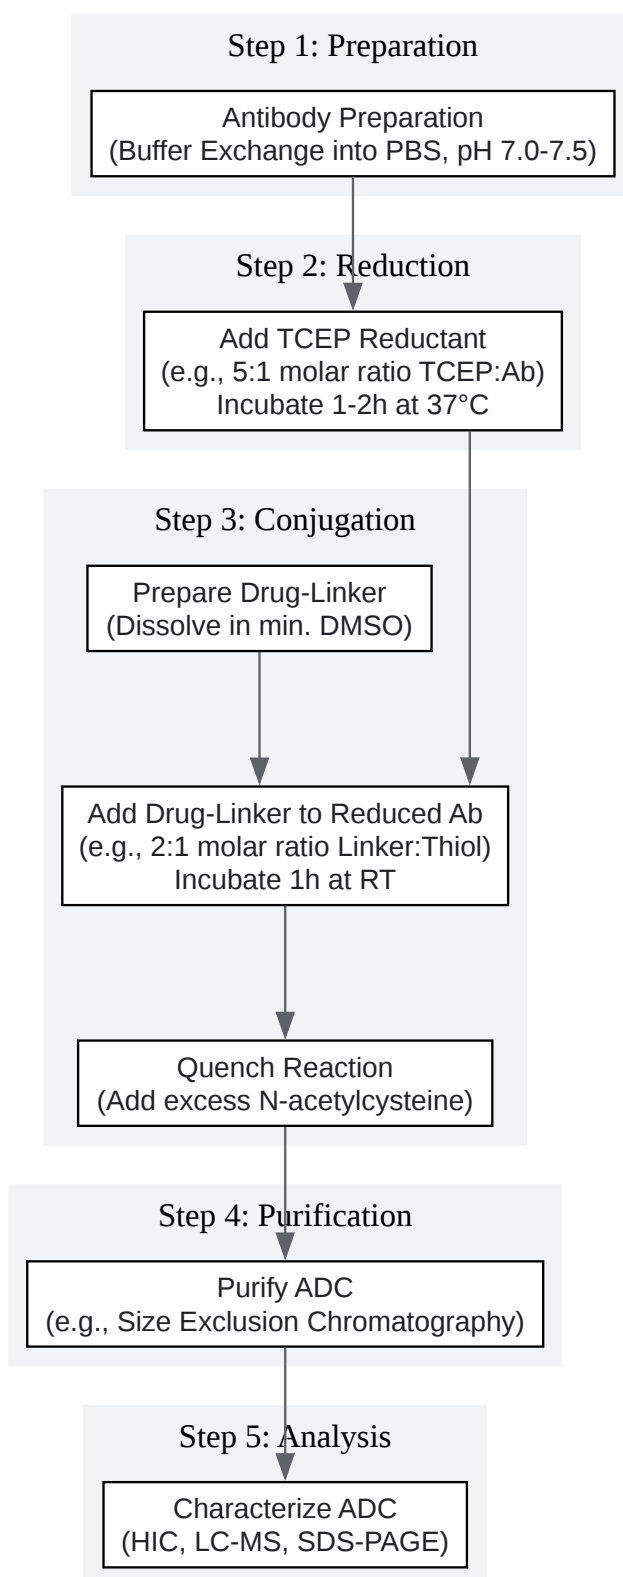 Step 1: Preparation
Antibody Preparation
(Buffer Exchange into PBS, pH 7.0-7.5)
Step 2: Reduction
Add TCEP Reductant
(e.g., 5:1 molar ratio TCEP:Ab)
Incubate 1-2h at 37°C
Step 3: Conjugation
Prepare Drug-Linker
(Dissolve in min. DMSO)
Add Drug-Linker to Reduced Ab
(e.g., 2:1 molar ratio Linker:Thiol)
Incubate 1h at RT
Quench Reaction
(Add excess N-acetylcysteine)
Step 4: Purification
Purify ADC
(e.g., Size Exclusion Chromatography)
Step 5: Analysis
Characterize ADC
(HIC, LC-MS, SDS-PAGE)